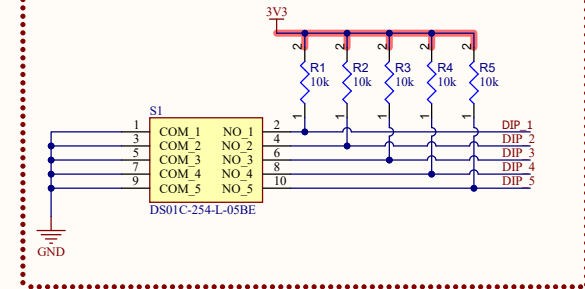 3V3
2 2 2 2 2
R1 R2 R3 R4 R5
10k 10k 10k 10k 10k
1 1 1 1 1
S1
1 COM_1 NO_1 2 DIP_1
3 COM_2 NO_2 4 DIP_2
5 COM_3 NO_3 6 DIP_3
7 COM_4 NO_4 8 DIP_4
9 COM_5 NO_5 10 DIP_5
DS01C-254-L-05BE
GND